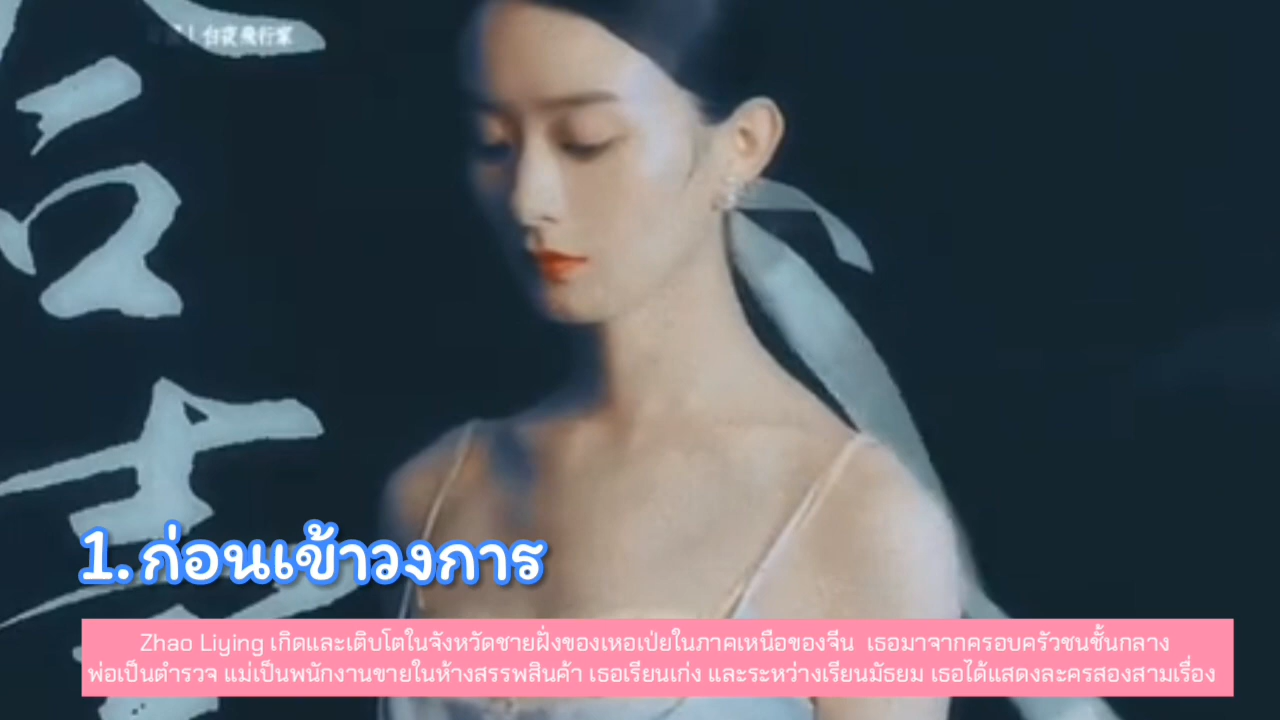 台夜飛行家
1. ก่อนเข้าวงการ
Zhao Liying เกิดและเติบโตในจังหวัดชายฝั่งของเหอเป่ยในภาคเหนือของจีน เธอมาจากครอบครัวชนชั้นกลาง
พ่อเป็นตำรวจ แม่เป็นพนักงานขายในห้างสรรพสินค้า เธอเรียนเก่ง และระหว่างเรียนมัธยม เธอได้แสดงละครสองสามเรื่อง